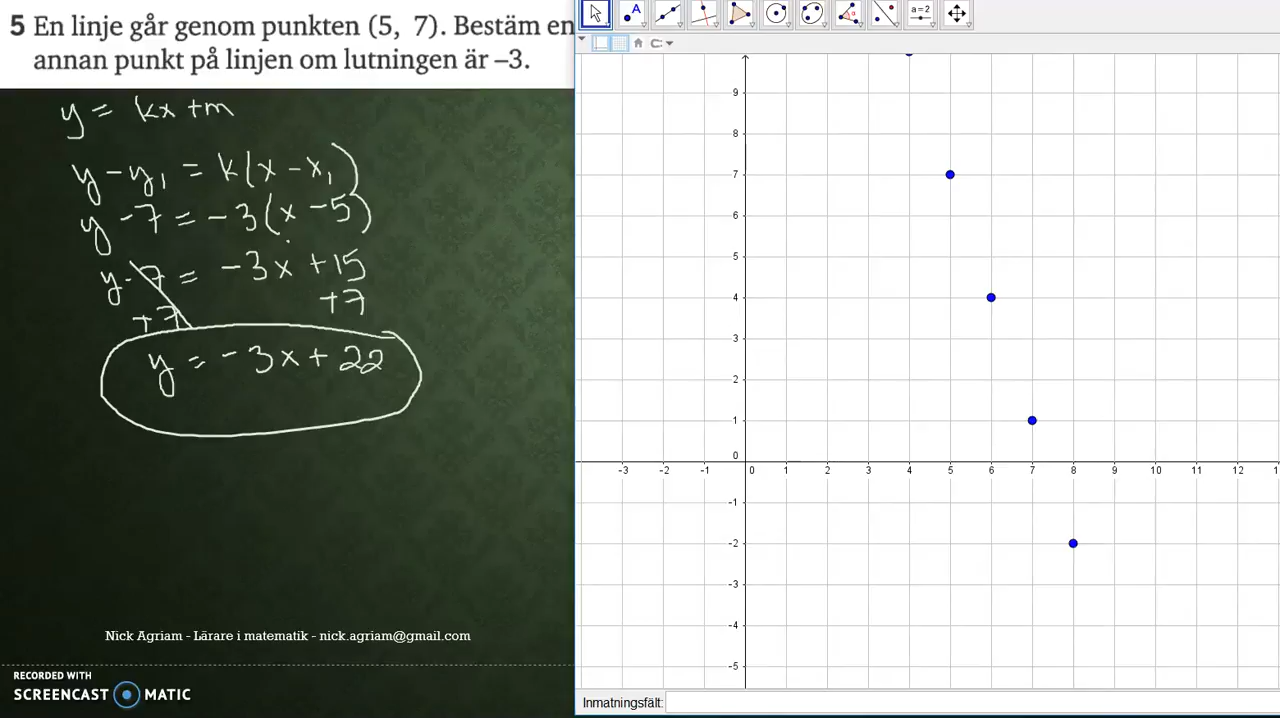 5 En linje går genom punkten (5, 7). Bestäm en
annan punkt på linjen om lutningen är –3.
y = kx + m
y - y₁ = k(x - x₁)
y - 7 = -3(x - 5)
y - 7 = -3x + 15
+7 +7
y = -3x + 22
Nick Agriam - Lärare i matematik - nick.agriam@gmail.com
RECORDED WITH
SCREENCAST MATIC
A
a = 2
9
8
7
6
5
4
3
2
1
0
-3 -2 -1 0 1 2 3 4 5 6 7 8 9 10 11 12
-1
-2
-3
-4
-5
Inmatningsfält: